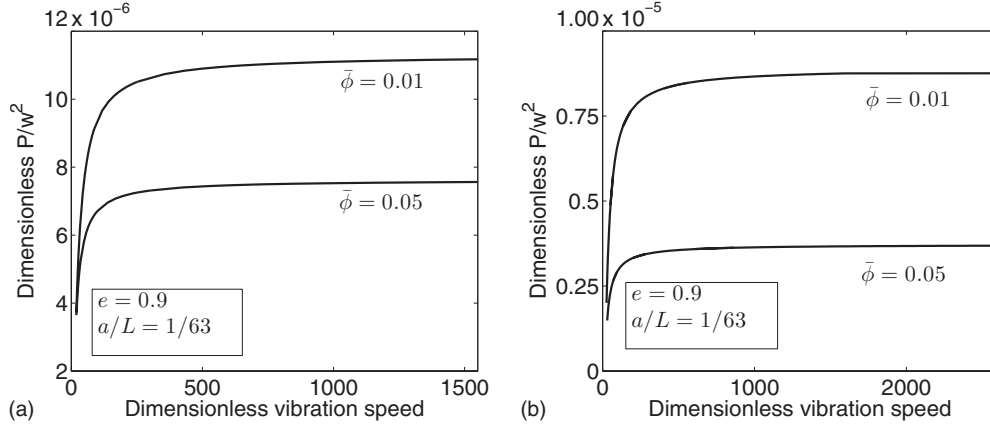 12 x 10⁻⁶
10
8
6
4
2
0
500
1000
1500
Dimensionless P/w²
Dimensionless vibration speed
ϕ̄ = 0.01
ϕ̄ = 0.05
e = 0.9
a/L = 1/63
(a)
1.00 x 10⁻⁵
0.75
0.5
0.25
0
0
1000
2000
Dimensionless P/w²
Dimensionless vibration speed
ϕ̄ = 0.01
ϕ̄ = 0.05
e = 0.9
a/L = 1/63
(b)